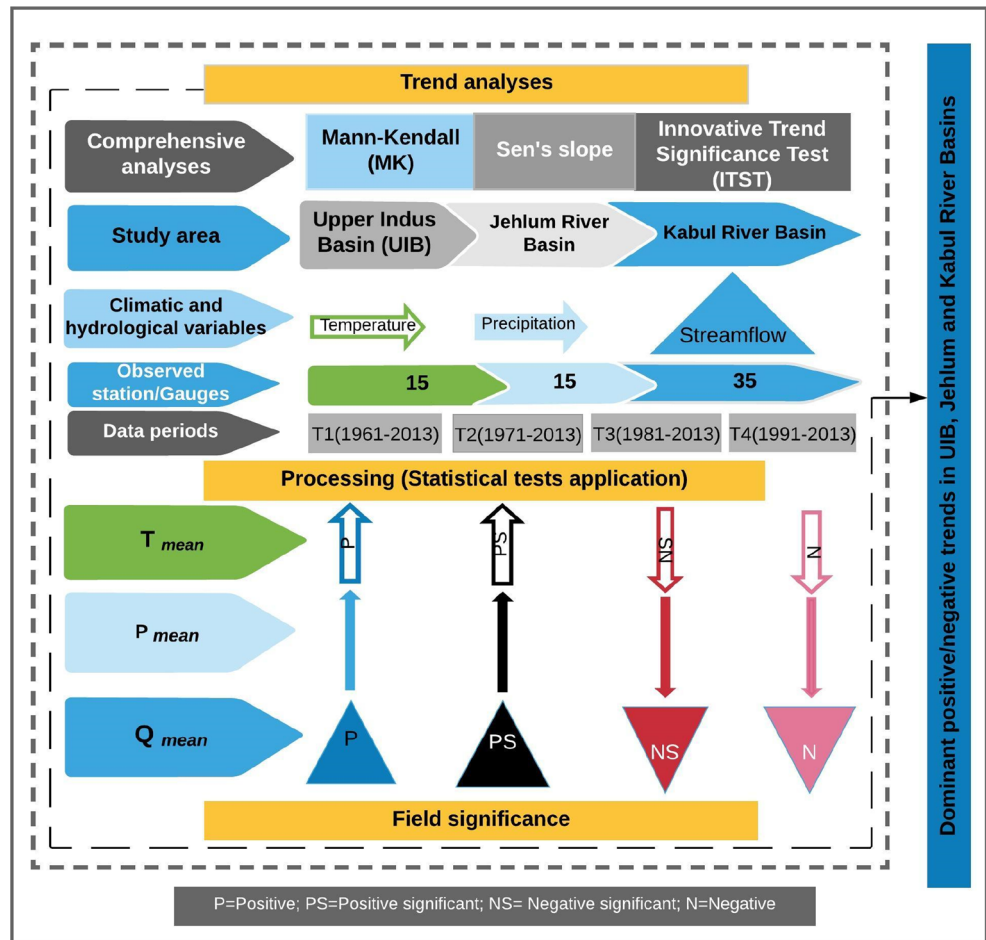 Trend analyses
Comprehensive
analyses
Mann-Kendall
(MK)
Sen's slope
Innovative Trend
Significance Test
(ITST)
Study area
Upper Indus
Basin (UIB)
Jehlum River
Basin
Kabul River Basin
Climatic and
hydrological variables
Temperature
Precipitation
Streamflow
Observed
station/Gauges
15
15
35
Data periods
T1(1961-2013)
T2(1971-2013)
T3(1981-2013)
T4(1991-2013)
Processing (Statistical tests application)
T mean
P
PS
NS
N
P mean
Q mean
P
PS
NS
N
Field significance
P=Positive; PS=Positive significant; NS= Negative significant; N=Negative
Dominant positive/negative trends in UIB, Jehlum and Kabul River Basins